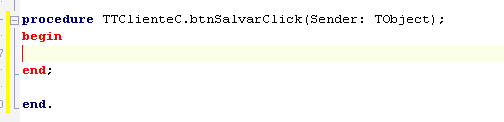 procedure TTClienteC.btnSalvarClick(Sender: TObject);
begin
end;
end.